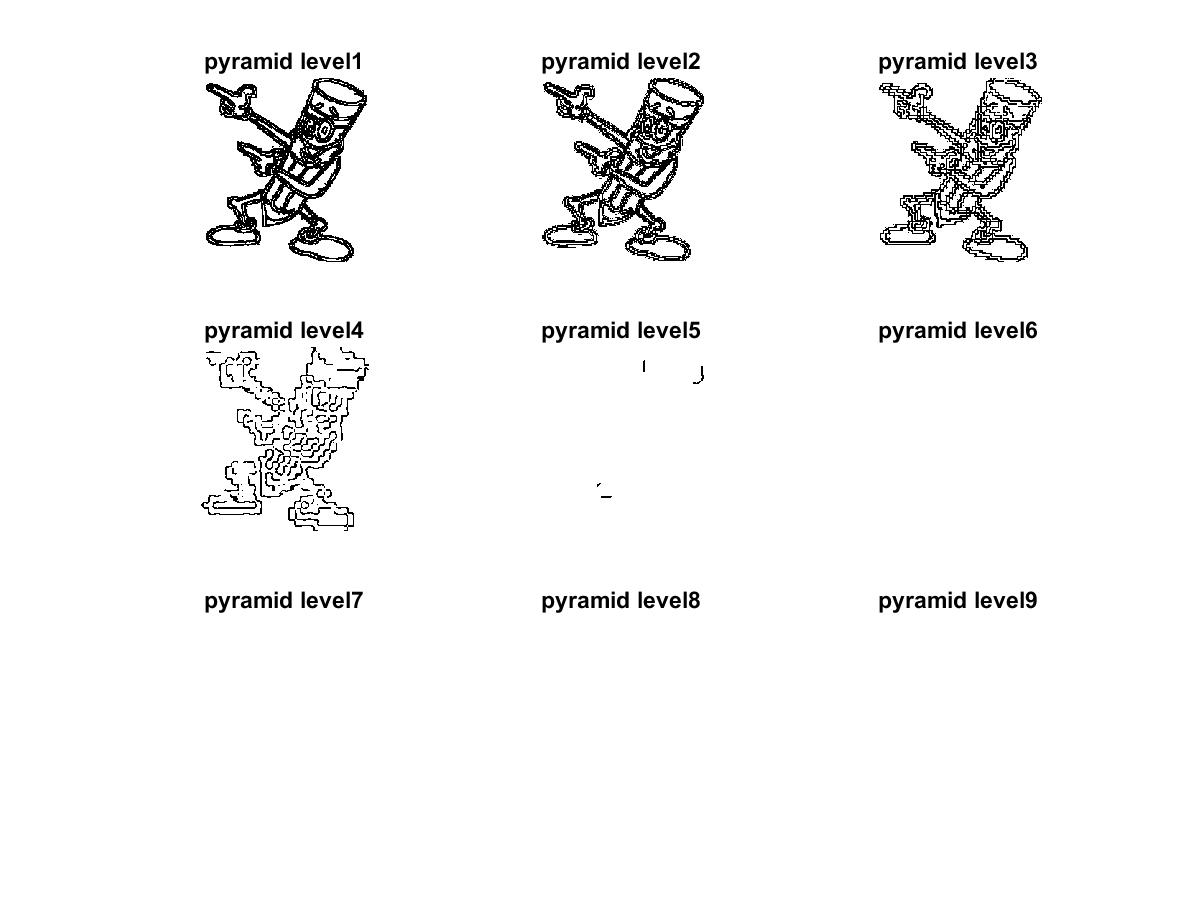 pyramid level1
pyramid level2
pyramid level3
pyramid level4
pyramid level5
pyramid level6
pyramid level7
pyramid level8
pyramid level9